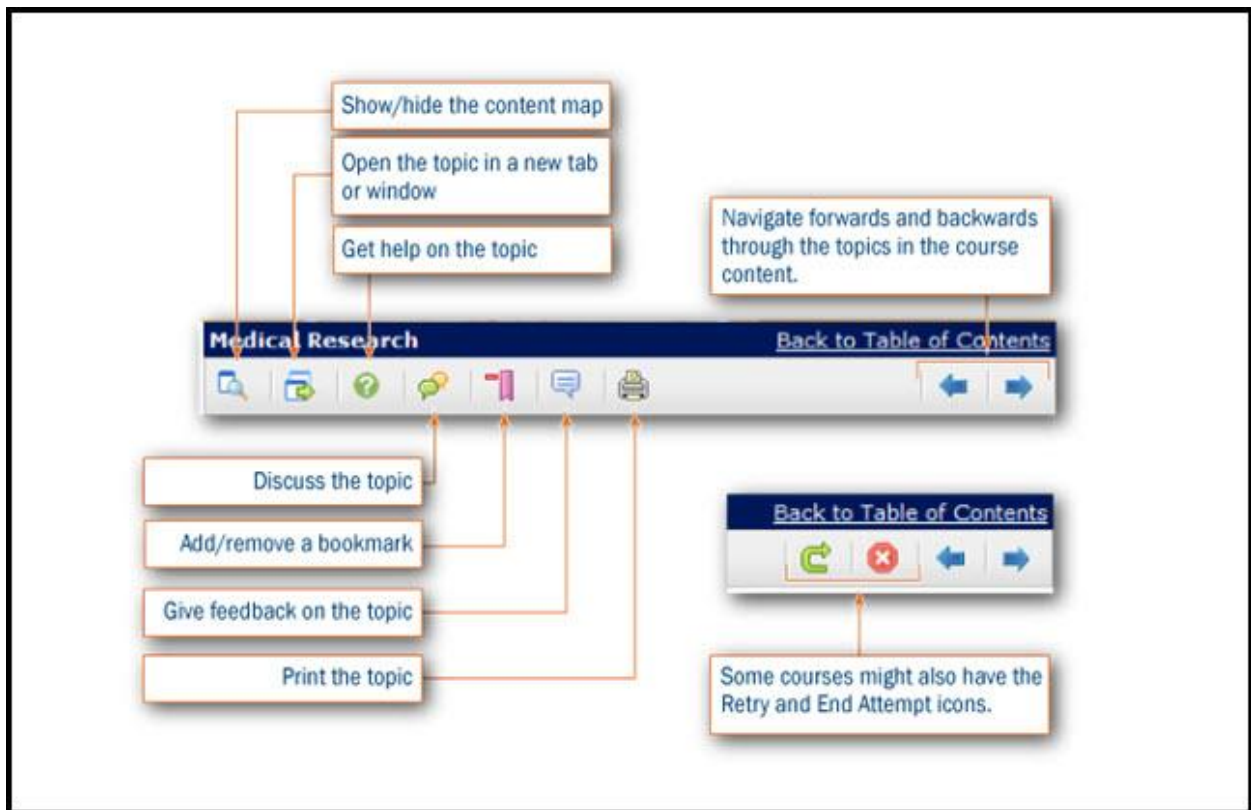 Show/hide the content map
Open the topic in a new tab
or window
Get help on the topic
Navigate forwards and backwards
through the topics in the course
content.
Medical Research
Back to Table of Contents
Discuss the topic
Add/remove a bookmark
Give feedback on the topic
Print the topic
Back to Table of Contents
Some courses might also have the
Retry and End Attempt icons.